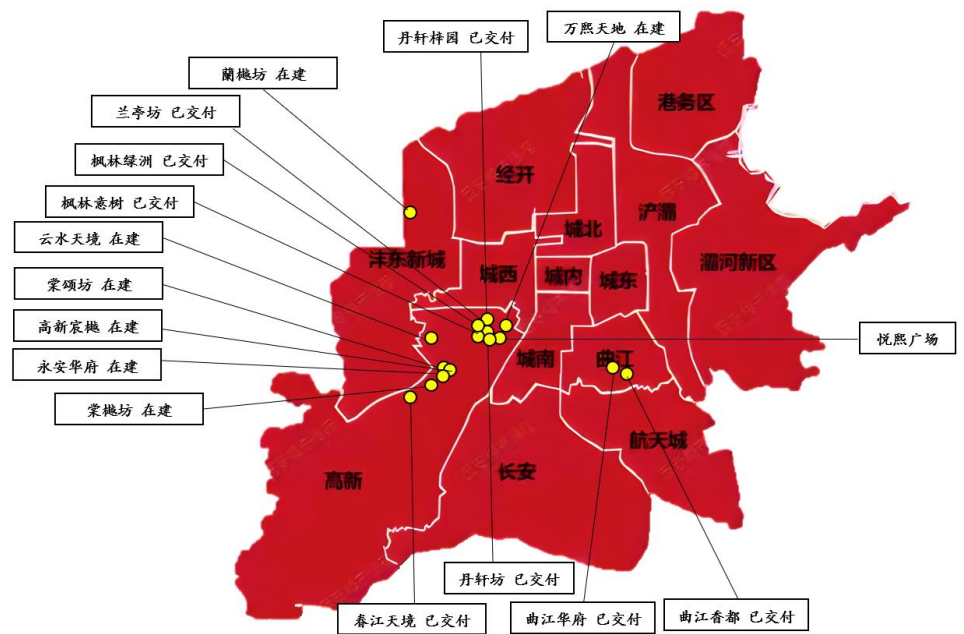 丹轩梓园 已交付
万熙天地 在建
蘭樾坊 在建
兰亭坊 已交付
枫林绿洲 已交付
枫林意树 已交付
云水天境 在建
棠颂坊 在建
高新宸樾 在建
永安华府 在建
棠樾坊 在建
悦熙广场
港务区
经开
浐灞
城北
沣东新城
城西
城内
城东
灞河新区
城南
曲江
航天城
高新
长安
丹轩坊 已交付
春江天境 已交付
曲江华府 已交付
曲江香都 已交付